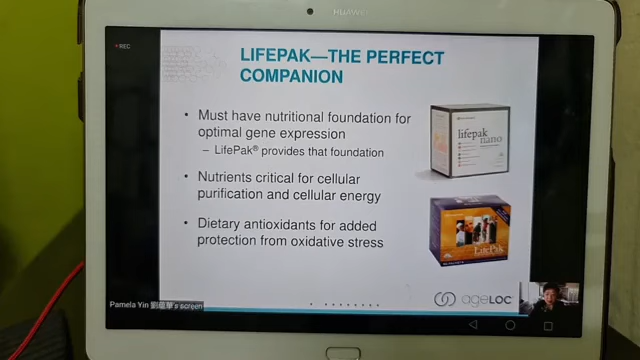 HUAWEI
REC
LIFEPAK—THE PERFECT
COMPANION
• Must have nutritional foundation for
optimal gene expression
– LifePak® provides that foundation
• Nutrients critical for cellular
purification and cellular energy
• Dietary antioxidants for added
protection from oxidative stress
lifepak
nano
LifePak
ageLOC
Pamela Yin
's screen